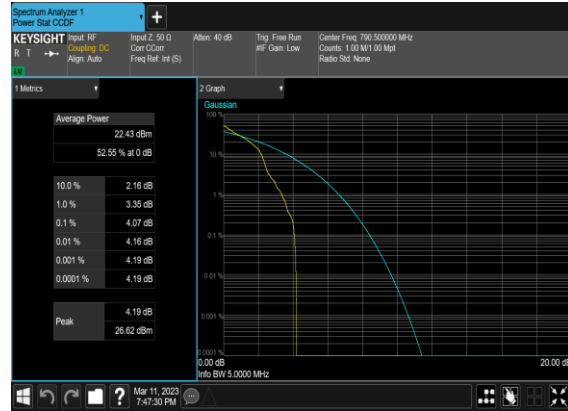 Spectrum Analyzer 1
Power Stat CCDF
KEYSIGHT
R T
LXI
Input: RF
Coupling: DC
Align: Auto
Input Z: 50 Ω
Corr CCorr
Freq Ref: Int (S)
Atten: 40 dB
Trig: Free Run
#IF Gain: Low
Center Freq: 790.500000 MHz
Counts: 1.00 M/1.00 Mpt
Radio Std: None
1 Metrics
Average Power
22.43 dBm
52.55 % at 0 dB
10.0 % 2.16 dB
1.0 % 3.35 dB
0.1 % 4.07 dB
0.01 % 4.16 dB
0.001 % 4.19 dB
0.0001 % 4.19 dB
Peak
4.19 dB
26.62 dBm
2 Graph
Gaussian
100 %
10 %
1 %
0.1 %
0.01 %
0.001 %
0.0001 %
0.00 dB
20.00 dB
Info BW 5.0000 MHz
?
Mar 11, 2023
7:47:30 PM